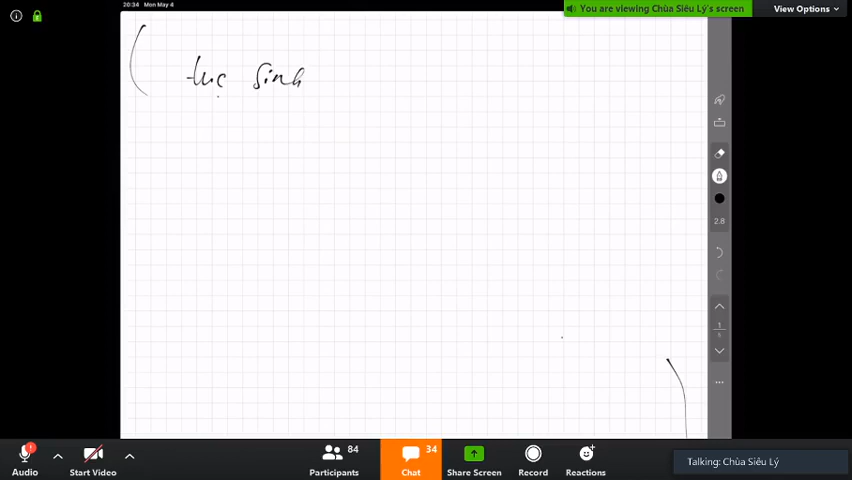 20:34 Mon May 4
You are viewing Chùa Siêu Lý's screen
View Options
tục sinh
2.8
1
5
84
34
Audio
Start Video
Participants
Chat
Share Screen
Record
Reactions
Talking: Chùa Siêu Lý